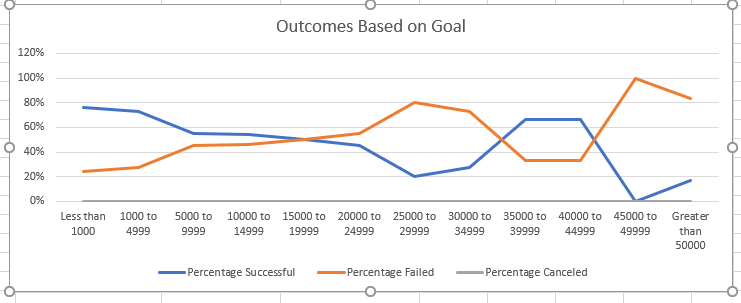 Outcomes Based on Goal
120%
100%
80%
60%
40%
20%
0%
Less than 1000 to 5000 to 10000 to 15000 to 20000 to 25000 to 30000 to 35000 to 40000 to 45000 to Greater
1000 4999 9999 14999 19999 24999 29999 34999 39999 44999 49999 than
50000
Percentage Successful Percentage Failed Percentage Canceled